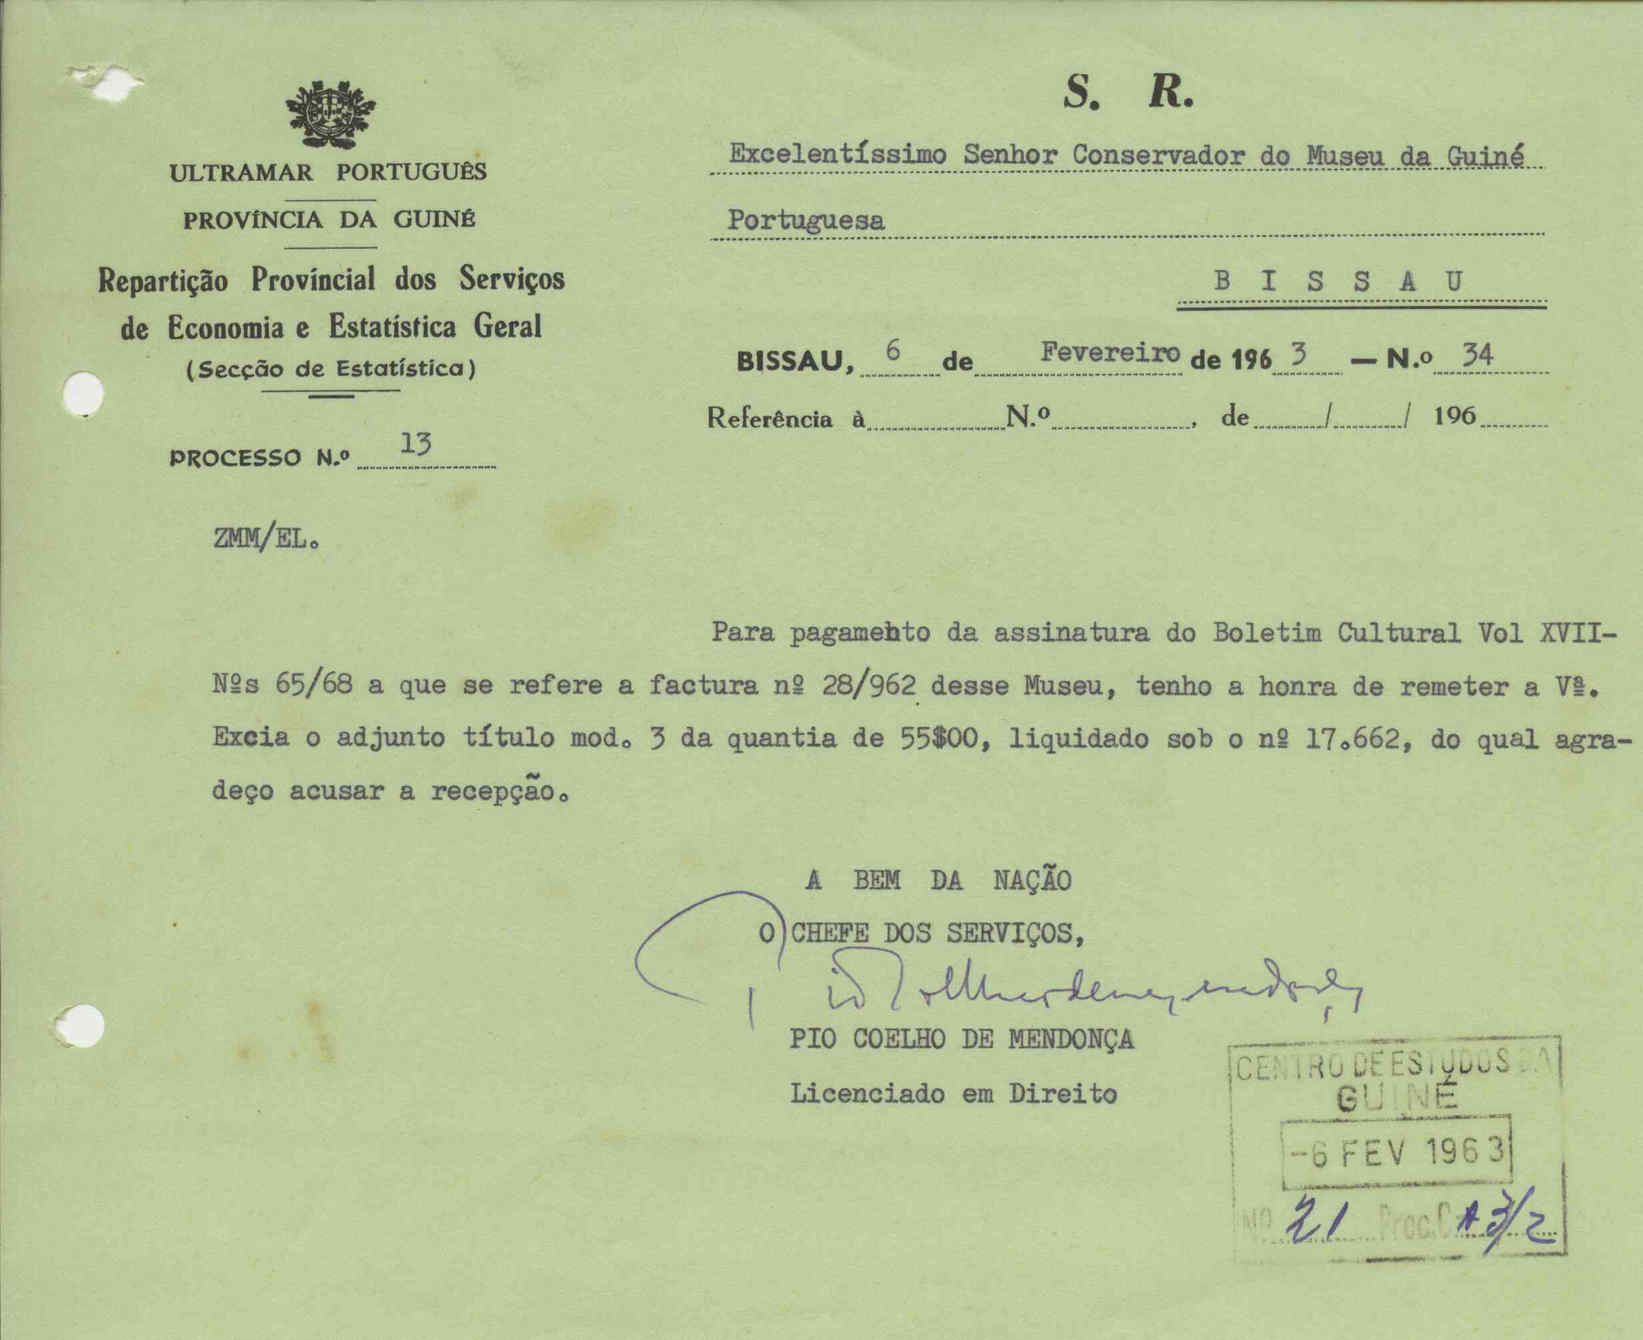 S. R.
ULTRAMAR PORTUGUÊS
PROVÍNCIA DA GUINÉ
Repartição Provincial dos Serviços
de Economia e Estatística Geral
(Secção de Estatística)
PROCESSO N.º 13
Excelentíssimo Senhor Conservador do Museu da Guiné
Portuguesa
B I S S A U
BISSAU, 6 de Fevereiro de 1963 — N.º 34
Referência à N.º , de / / 196
ZMM/EL.
Para pagamento da assinatura do Boletim Cultural Vol XVII-
Nºs 65/68 a que se refere a factura nº 28/962 desse Museu, tenho a honra de remeter a Vª.
Excia o adjunto título mod. 3 da quantia de 55$00, liquidado sob o nº 17.662, do qual agra-
deço acusar a recepção.
A BEM DA NAÇÃO
O CHEFE DOS SERVIÇOS,
PIO COELHO DE MENDONÇA
Licenciado em Direito
CENTRO DE ESTUDOS DA
GUINÉ
-6 FEV 1963
Nº 21 Proc. A 3/2